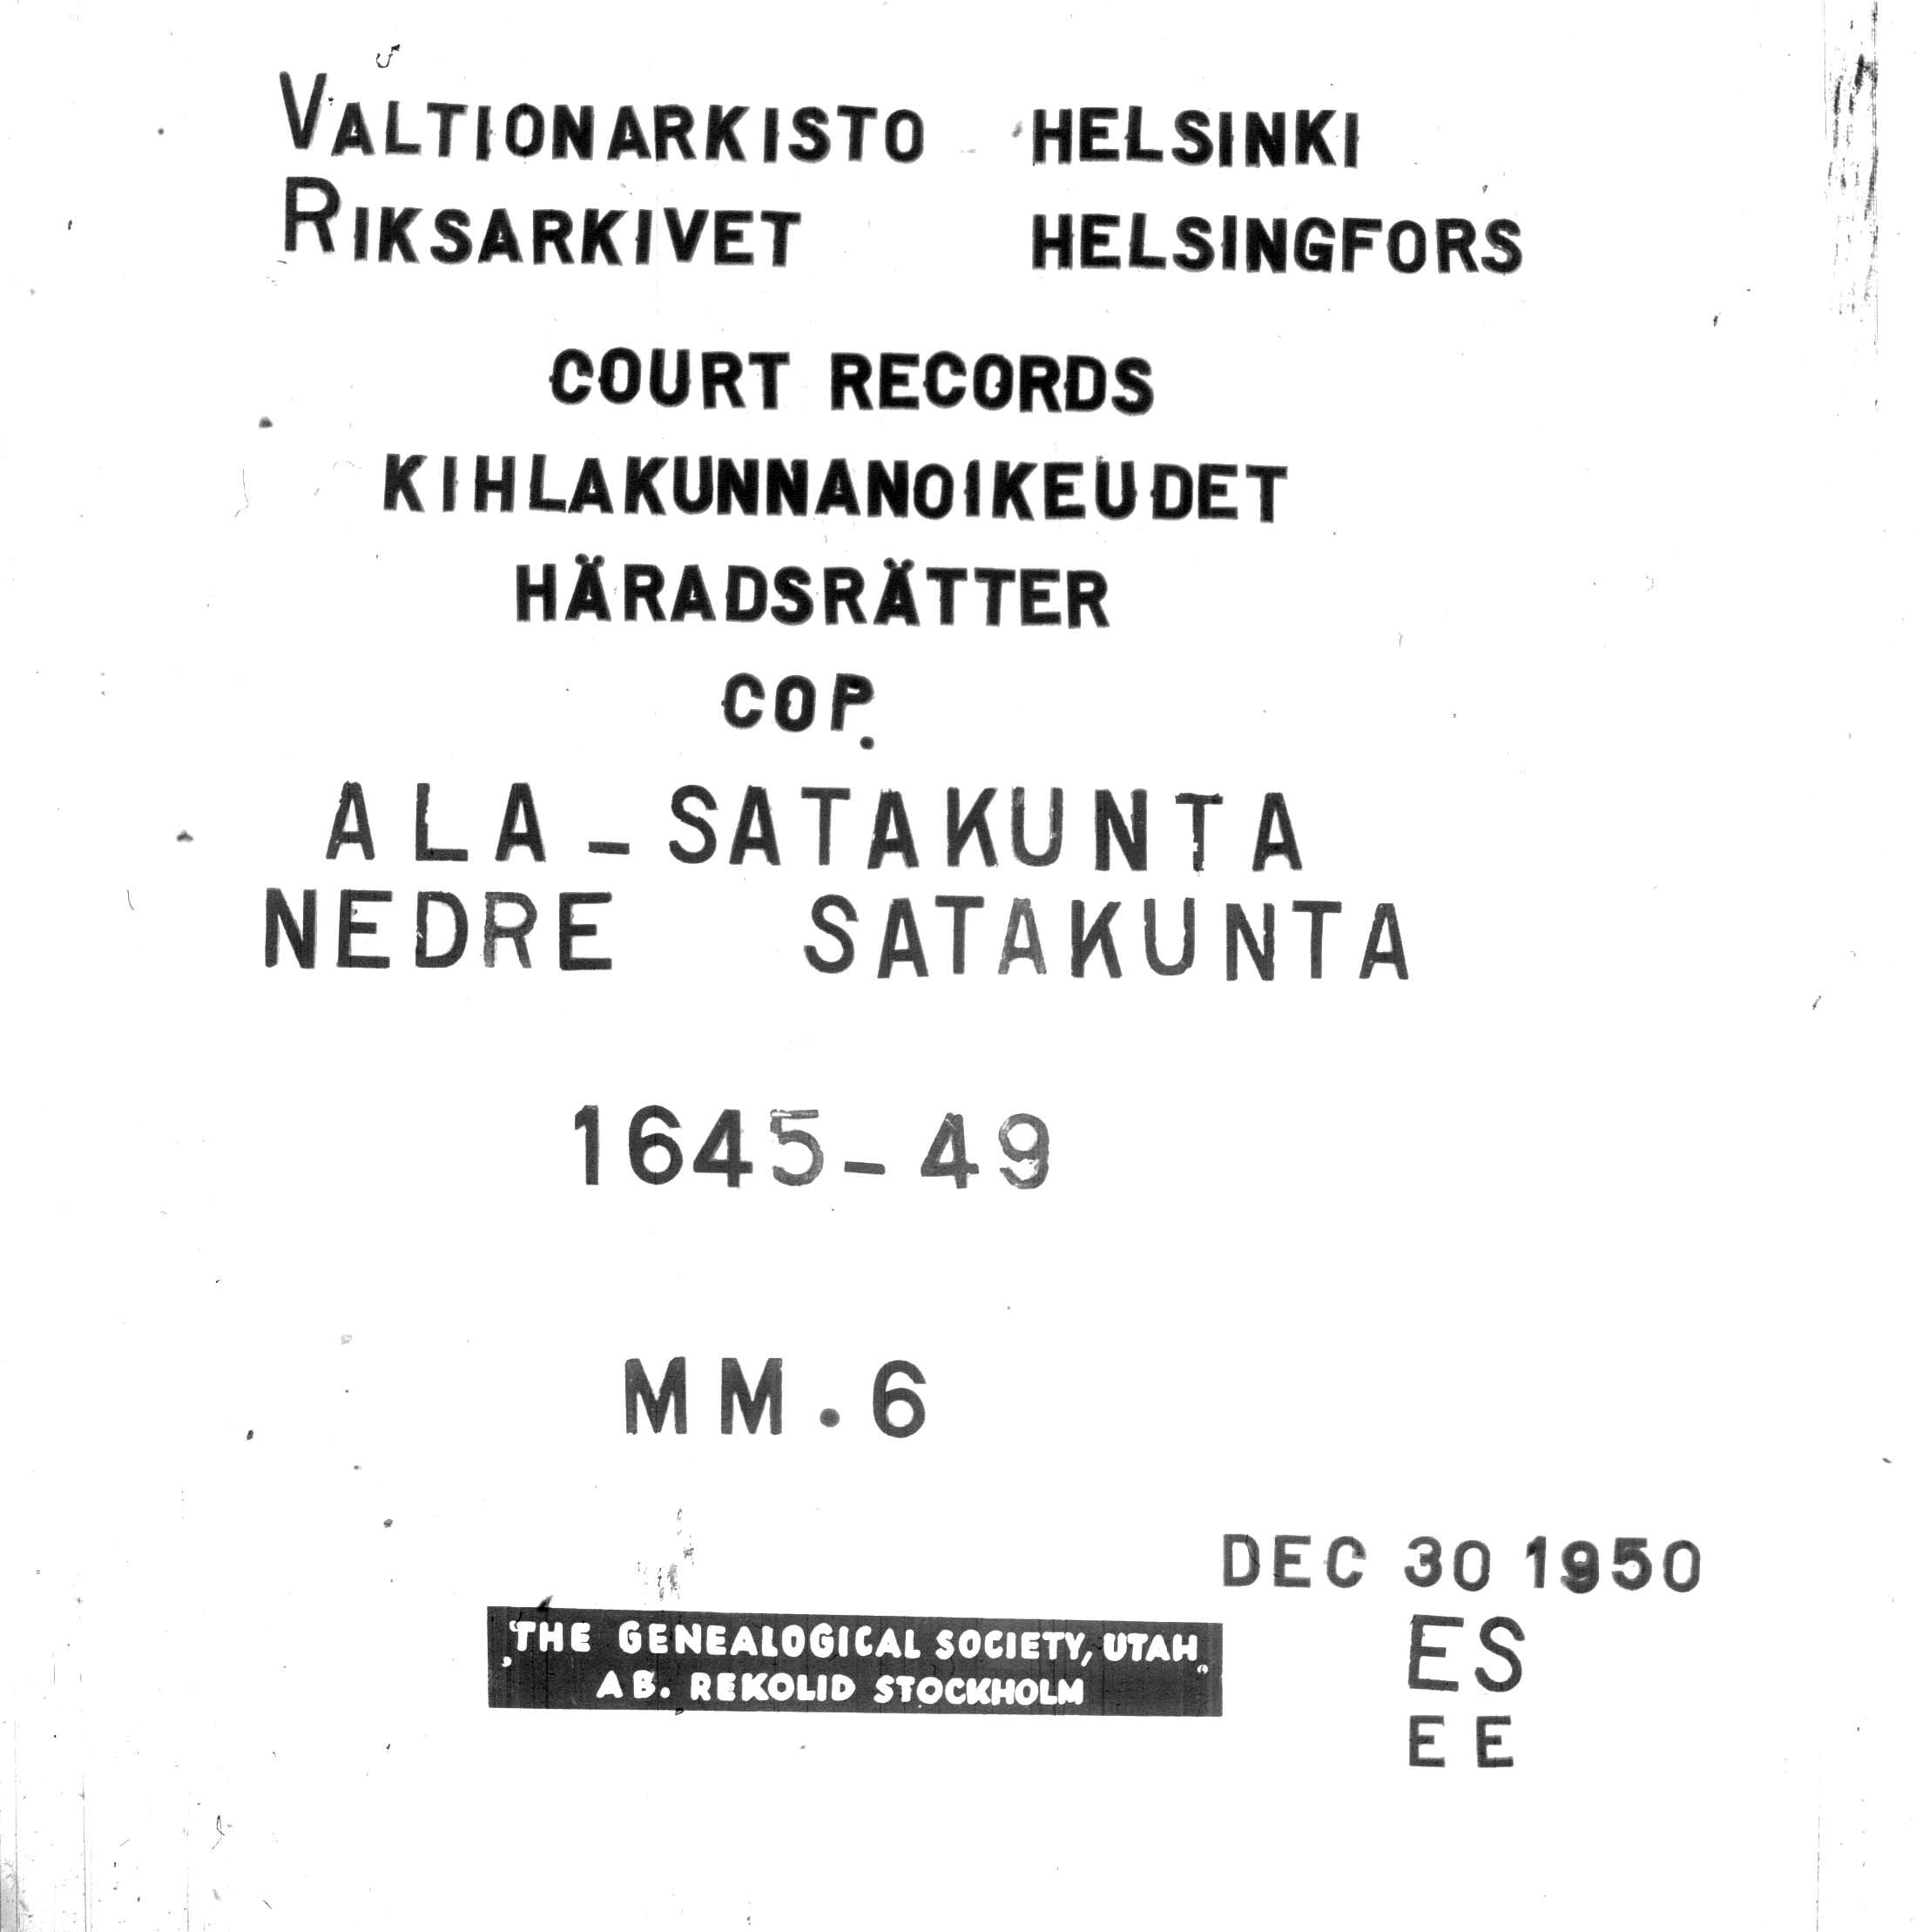 VALTIONARKISTO HELSINKI
RIKSARKIVET HELSINGFORS
COURT RECORDS
KIHLAKUNNANOIKEUDET
HÄRADSRÄTTER
COP.
ALA-SATAKUNTA
NEDRE SATAKUNTA
1645-49
MM.6
DEC 30 1950
THE GENEALOGICAL SOCIETY, UTAH
AB. REKOLID STOCKHOLM
ES
EE